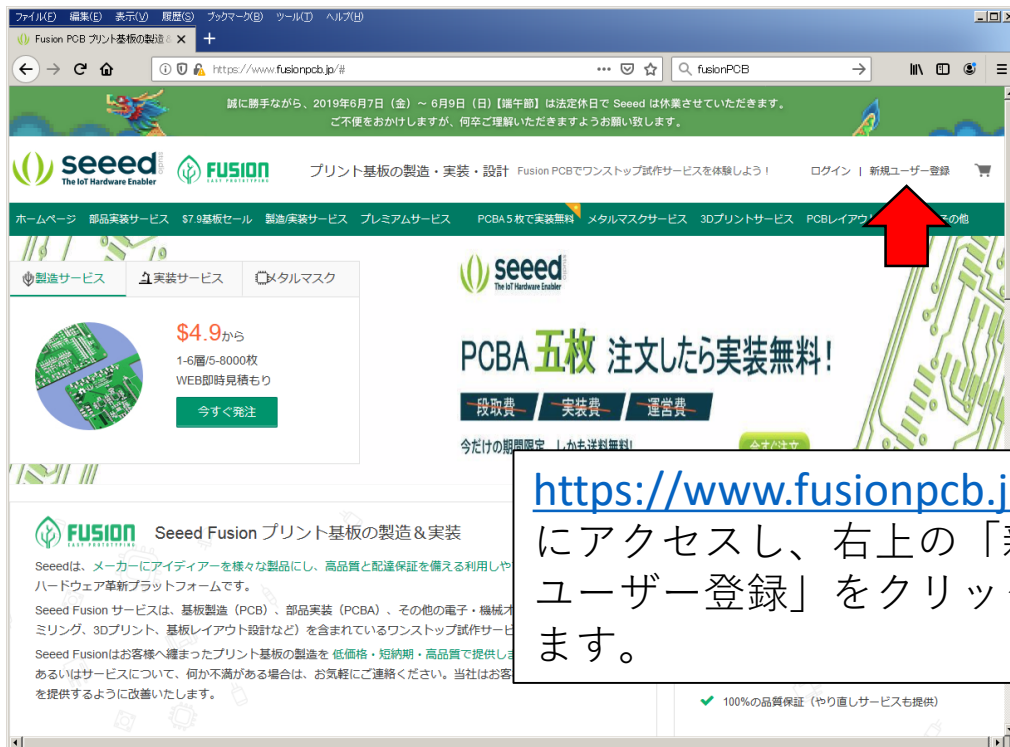 ファイル(F) 編集(E) 表示(V) 履歴(S) ブックマーク(B) ツール(T) ヘルプ(H)
Fusion PCB プリント基板の製造&
https://www.fusionpcb.jp/#
fusionPCB
誠に勝手ながら、2019年6月7日（金）～ 6月9日（日）【端午節】は法定休日で Seeed は休業させていただきます。
ご不便をおかけしますが、何卒ご理解いただきますようお願い致します。
seeed studio
The IoT Hardware Enabler
FUSION
EASY PROTOTYPING
プリント基板の製造・実装・設計 Fusion PCBでワンストップ試作サービスを体験しよう！
ログイン | 新規ユーザー登録
ホームページ 部品実装サービス $7.9基板セール 製造/実装サービス プレミアムサービス PCBA５枚で実装無料 メタルマスクサービス 3Dプリントサービス PCBレイアウ その他
製造サービス 実装サービス メタルマスク
$4.9から
1-6層/5-8000枚
WEB即時見積もり
今すぐ発注
seeed studio
The IoT Hardware Enabler
PCBA 五枚 注文したら実装無料！
段取費 実装費 運営費
今だけの期間限定 しかも送料無料!
今すぐ注文
https://www.fusionpcb.j
にアクセスし、右上の「
ユーザー登録」をクリッ
ます。
FUSION
EASY PROTOTYPING
Seeed Fusion プリント基板の製造＆実装
Seeedは、メーカーにアイディアーを様々な製品にし、高品質と配達保証を備える利用しや
ハードウェア革新プラットフォームです。
Seeed Fusion サービスは、基板製造（PCB）、部品実装（PCBA）、その他の電子・機械オ
ミリング、3Dプリント、基板レイアウト設計など）を含まれているワンストップ試作サービ
Seeed Fusionはお客様へ纏まったプリント基板の製造を 低価格・短納期・高品質で提供しま
あるいはサービスについて、何か不満がある場合は、お気軽にご連絡ください。当社はお客
を提供するように改善いたします。
100%の品質保証（やり直しサービスも提供）